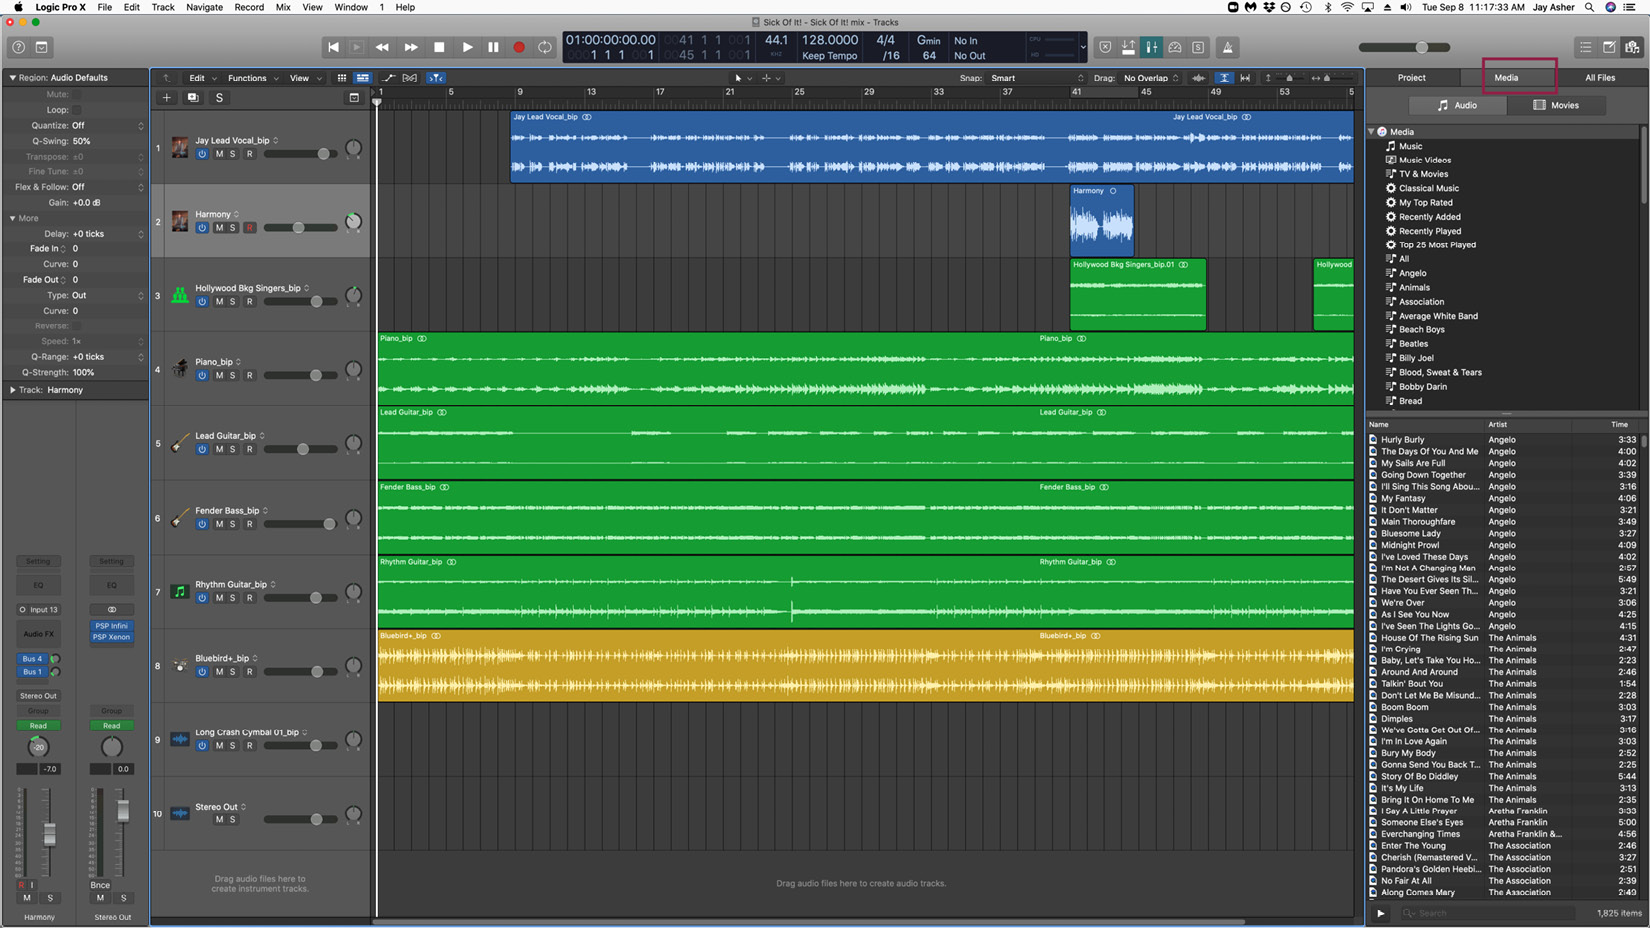 Logic Pro X File Edit Track Navigate Record Mix View Window 1 Help
Tue Sep 8 11:17:33 AM Jay Asher
Sick Of It! - Sick Of It! mix - Tracks
01:00:00:00.00 0041 1 1 001 44.1 128.0000 4/4 Gmin No In CPU
1 1 1 001 KHZ Keep Tempo /16 64 No Out HD
Region: Audio Defaults
Mute:
Loop:
Quantize: Off
Q-Swing: 50%
Transpose: ±0
Fine Tune: ±0
Flex & Follow: Off
Gain: +0.0 dB
More
Delay: +0 ticks
Fade In 0
Curve: 0
Fade Out 0
Type: Out
Curve: 0
Reverse:
Speed: 1×
Q-Range: +0 ticks
Q-Strength: 100%
Track: Harmony
Setting Setting
EQ EQ
Input 13
Audio FX
PSP Infini
PSP Xenon
Bus 4
Bus 1
Stereo Out
Group Group
Read Read
-20
-7.0 0.0
R I
Bnce
M S M S
Harmony Stereo Out
Edit Functions View
Snap: Smart Drag: No Overlap
S
1 5 9 13 17 21 25 29 33 37 41 45 49 53
1 Jay Lead Vocal_bip
M S R
2 Harmony
M S R
3 Hollywood Bkg Singers_bip
M S R
4 Piano_bip
M S R
5 Lead Guitar_bip
M S R
6 Fender Bass_bip
M S R
7 Rhythm Guitar_bip
M S R
8 Bluebird+_bip
M S R
9 Long Crash Cymbal 01_bip
M S R
10 Stereo Out
M S
Drag audio files here to
create instrument tracks.
Jay Lead Vocal_bip Jay Lead Vocal_bip
Harmony
Hollywood Bkg Singers_bip.01 Hollywood
Piano_bip Piano_bip
Lead Guitar_bip Lead Guitar_bip
Fender Bass_bip Fender Bass_bip
Rhythm Guitar_bip Rhythm Guitar_bip
Bluebird+_bip Bluebird+_bip
Drag audio files here to create audio tracks.
Project Media All Files
Audio Movies
Media
Music
Music Videos
TV & Movies
Classical Music
My Top Rated
Recently Added
Recently Played
Top 25 Most Played
All
Angelo
Animals
Association
Average White Band
Beach Boys
Beatles
Billy Joel
Blood, Sweat & Tears
Bobby Darin
Bread
Name Artist Time
Hurly Burly Angelo 3:33
The Days Of You And Me Angelo 4:00
My Sails Are Full Angelo 4:02
Going Down Together Angelo 3:39
I'll Sing This Song Abou... Angelo 3:16
My Fantasy Angelo 4:06
It Don't Matter Angelo 3:21
Main Thoroughfare Angelo 3:49
Bluesome Lady Angelo 3:27
Midnight Prowl Angelo 4:09
I've Loved These Days Angelo 4:02
I'm Not A Changing Man Angelo 2:57
The Desert Gives Its Sil... Angelo 5:49
Have You Ever Seen Th... Angelo 3:21
We're Over Angelo 3:06
As I See You Now Angelo 4:25
I've Seen The Lights Go... Angelo 4:15
House Of The Rising Sun The Animals 4:29
I'm Crying The Animals 2:47
Baby, Let's Take You Ho... The Animals 2:23
Around And Around The Animals 2:46
Talkin' Bout You The Animals 1:54
Don't Let Me Be Misund... The Animals 2:28
Boom Boom The Animals 3:03
Dimples The Animals 3:17
We've Gotta Get Out Of... The Animals 3:16
I'm In Love Again The Animals 3:03
Bury My Body The Animals 2:52
Gonna Send You Back T... The Animals 2:25
Story Of Bo Diddley The Animals 5:44
It's My Life The Animals 3:13
Bring It On Home To Me The Animals 2:35
I Say A Little Prayer Aretha Franklin 3:35
Someone Else's Eyes Aretha Franklin 5:00
Everchanging Times Aretha Franklin &... 4:56
Enter The Young The Association 2:46
Cherish (Remastered V... The Association 3:27
Pandora's Golden Heebi... The Association 2:51
No Fair At All The Association 2:39
Along Comes Mary The Association 2:49
Search 1,825 items